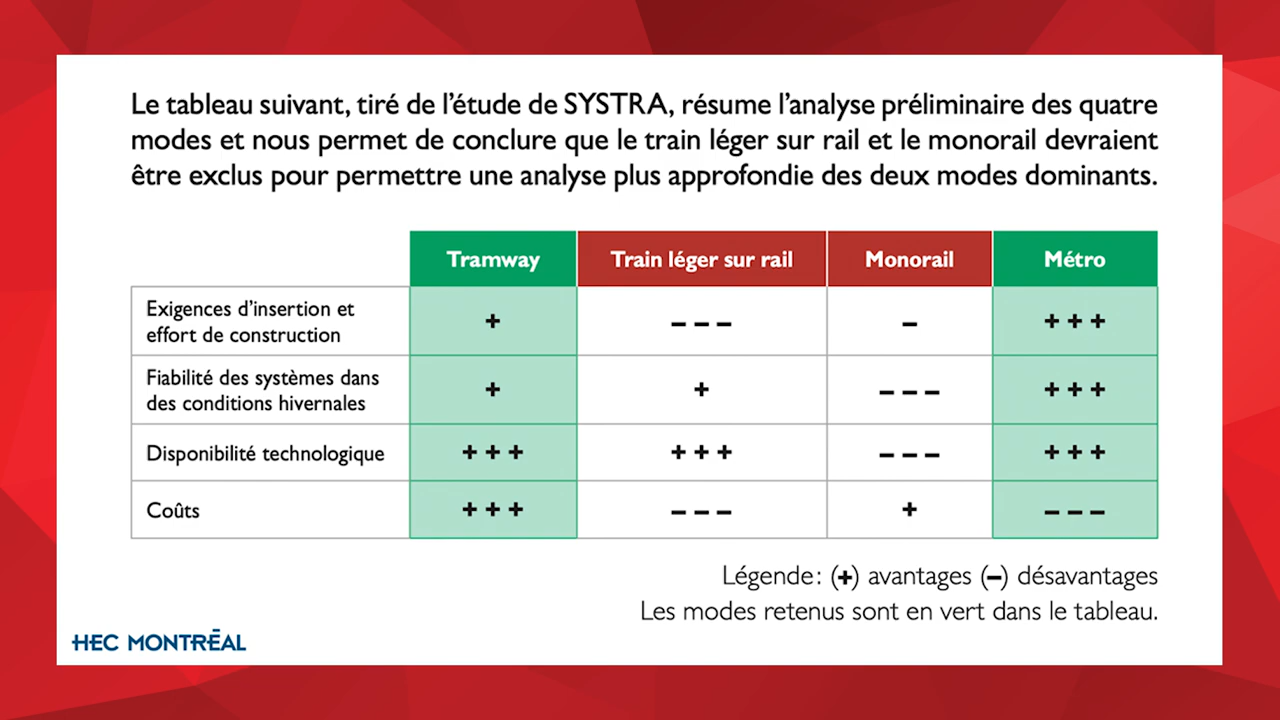 Le tableau suivant, tiré de l’étude de SYSTRA, résume l’analyse préliminaire des quatre
modes et nous permet de conclure que le train léger sur rail et le monorail devraient
être exclus pour permettre une analyse plus approfondie des deux modes dominants.
Tramway Train léger sur rail Monorail Métro
Exigences d’insertion et
effort de construction
+ – – – – + + +
Fiabilité des systèmes dans
des conditions hivernales
+ + – – – + + +
Disponibilité technologique + + + + + + – – – + + +
Coûts + + + – – – + – – –
Légende : (+) avantages (–) désavantages
Les modes retenus sont en vert dans le tableau.
HEC MONTRÉAL